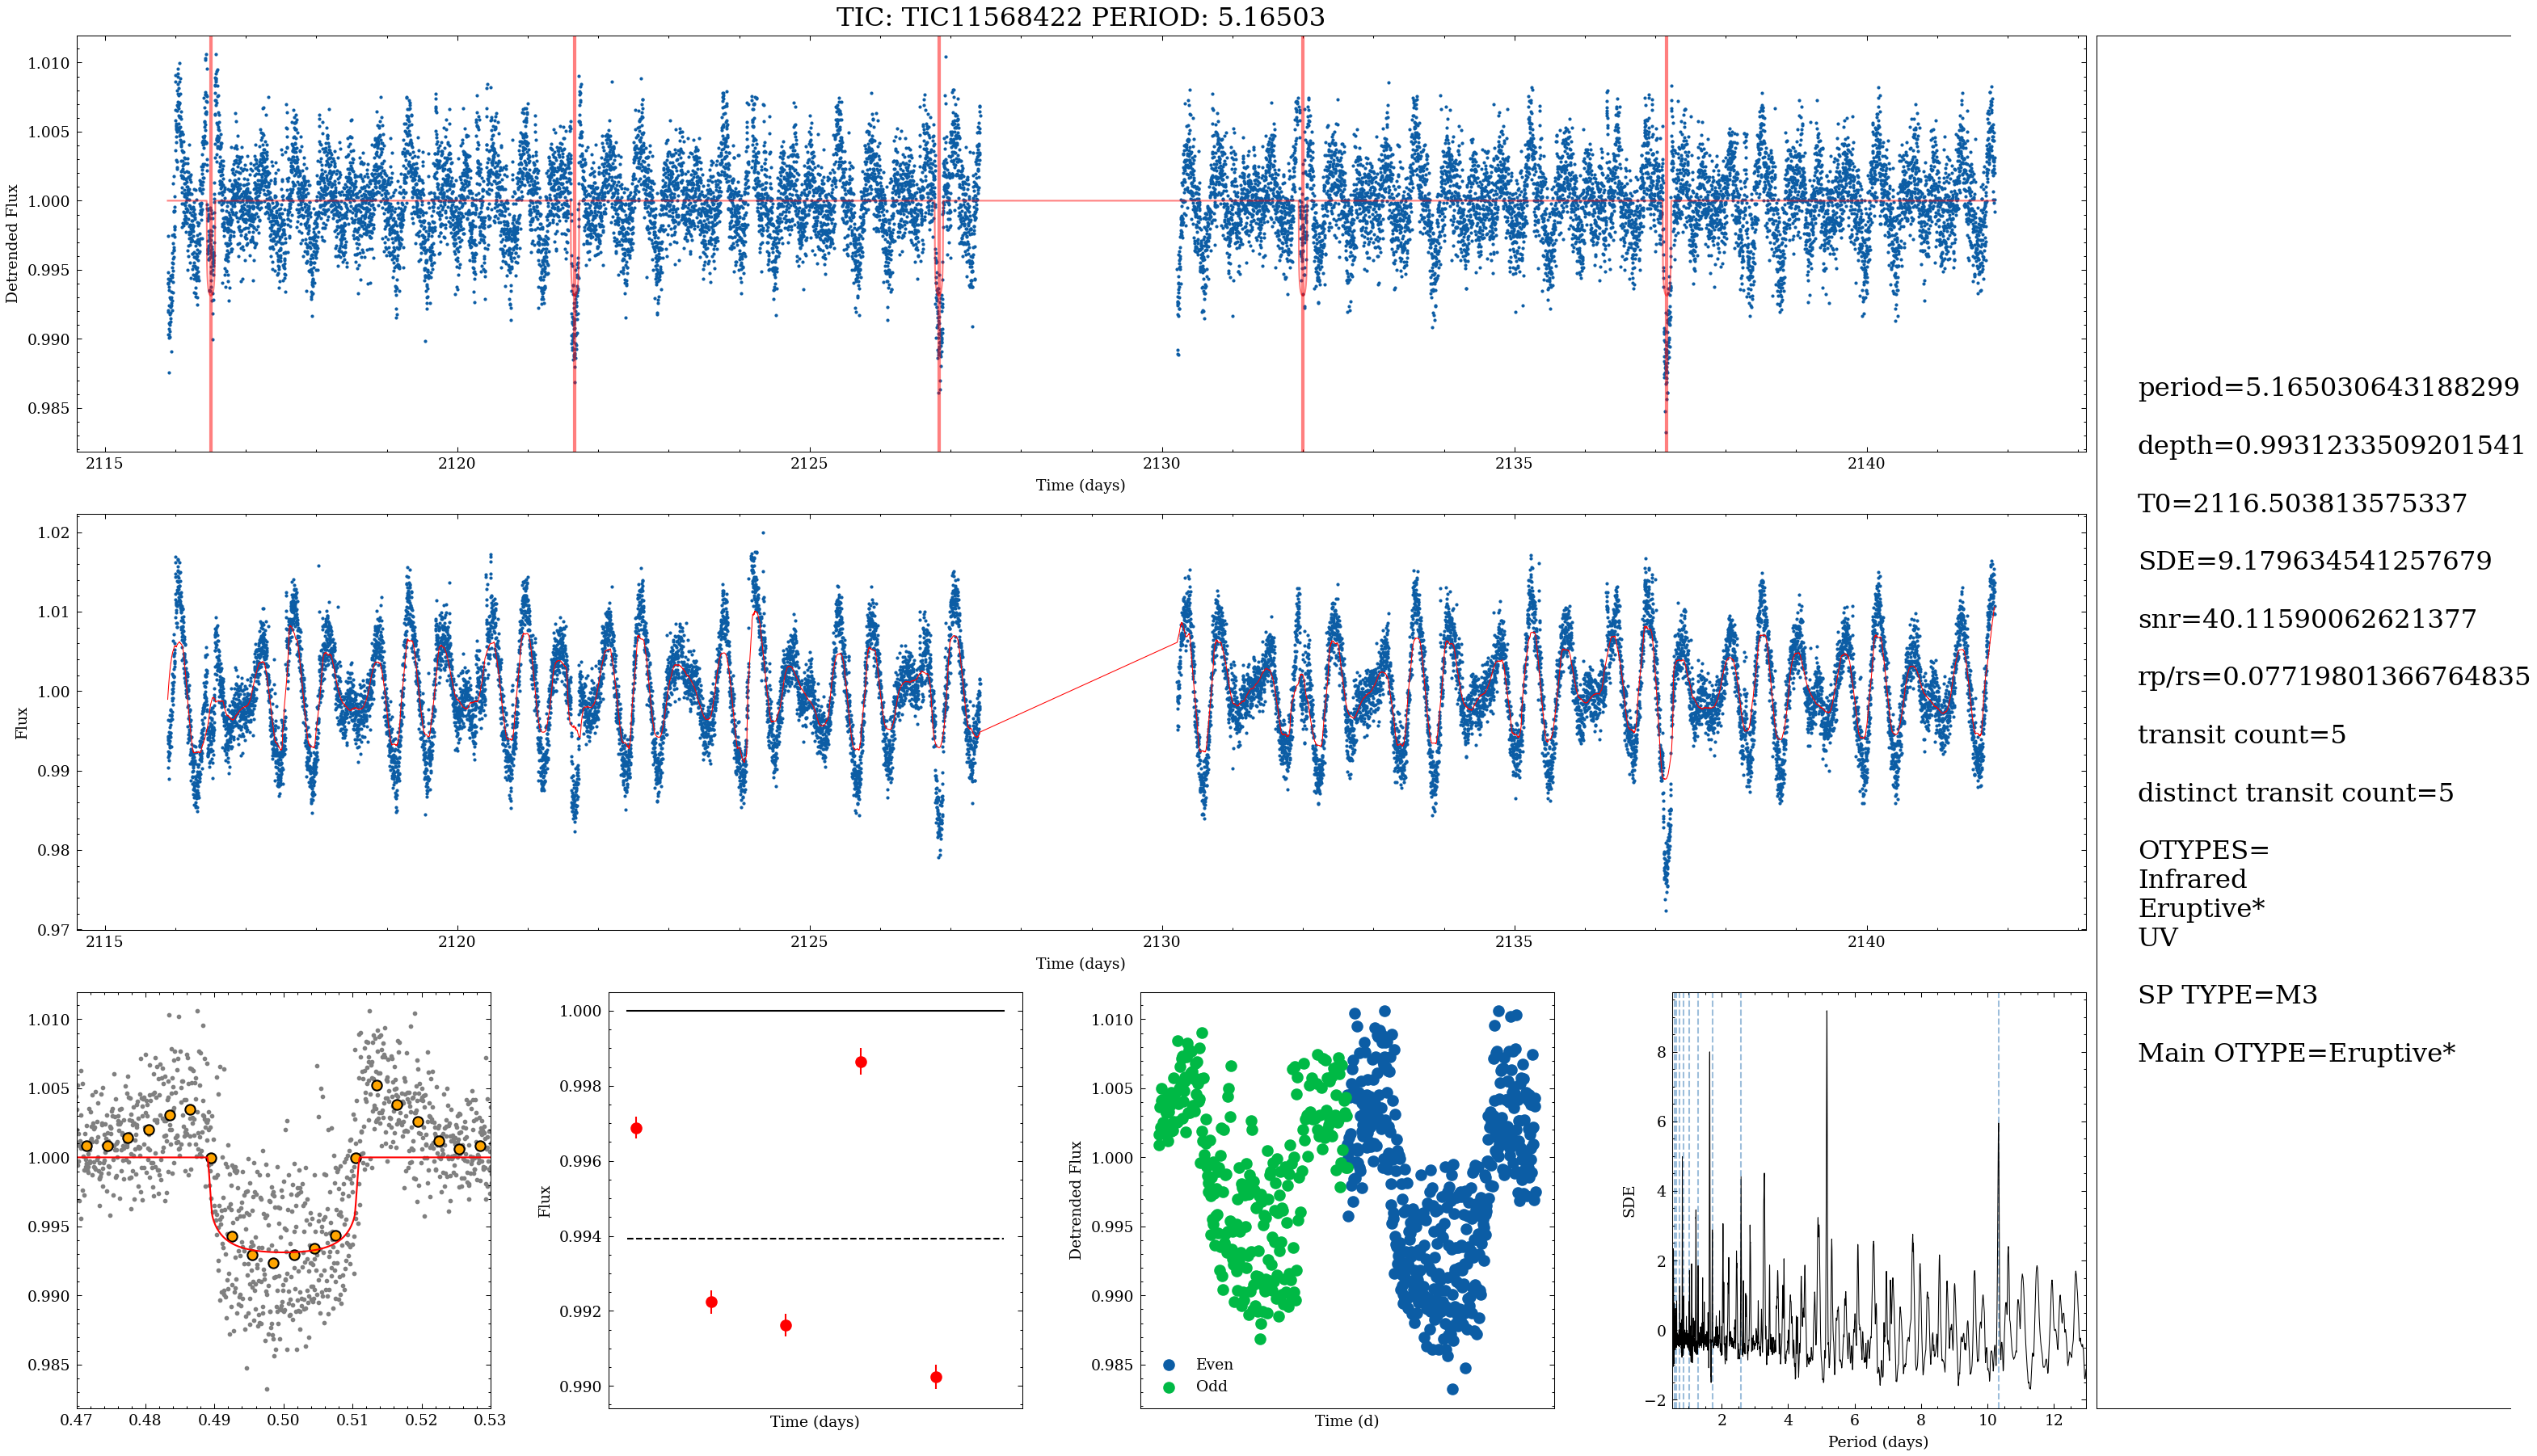 TIC: TIC11568422 PERIOD: 5.16503
1.010
1.005
1.000
0.995
0.990
0.985
Detrended Flux
2115 2120 2125 2130 2135 2140
Time (days)
1.02
1.01
1.00
0.99
0.98
0.97
Flux
2115 2120 2125 2130 2135 2140
Time (days)
1.010
1.005
1.000
0.995
0.990
0.985
0.47 0.48 0.49 0.50 0.51 0.52 0.53
1.000
0.998
0.996
0.994
0.992
0.990
Flux
Time (days)
1.010
1.005
1.000
0.995
0.990
0.985
Detrended Flux
Even
Odd
Time (d)
8
6
4
2
0
−2
SDE
2 4 6 8 10 12
Period (days)
period=5.165030643188299
depth=0.9931233509201541
T0=2116.503813575337
SDE=9.179634541257679
snr=40.11590062621377
rp/rs=0.07719801366764835
transit count=5
distinct transit count=5
OTYPES=
Infrared
Eruptive*
UV
SP TYPE=M3
Main OTYPE=Eruptive*